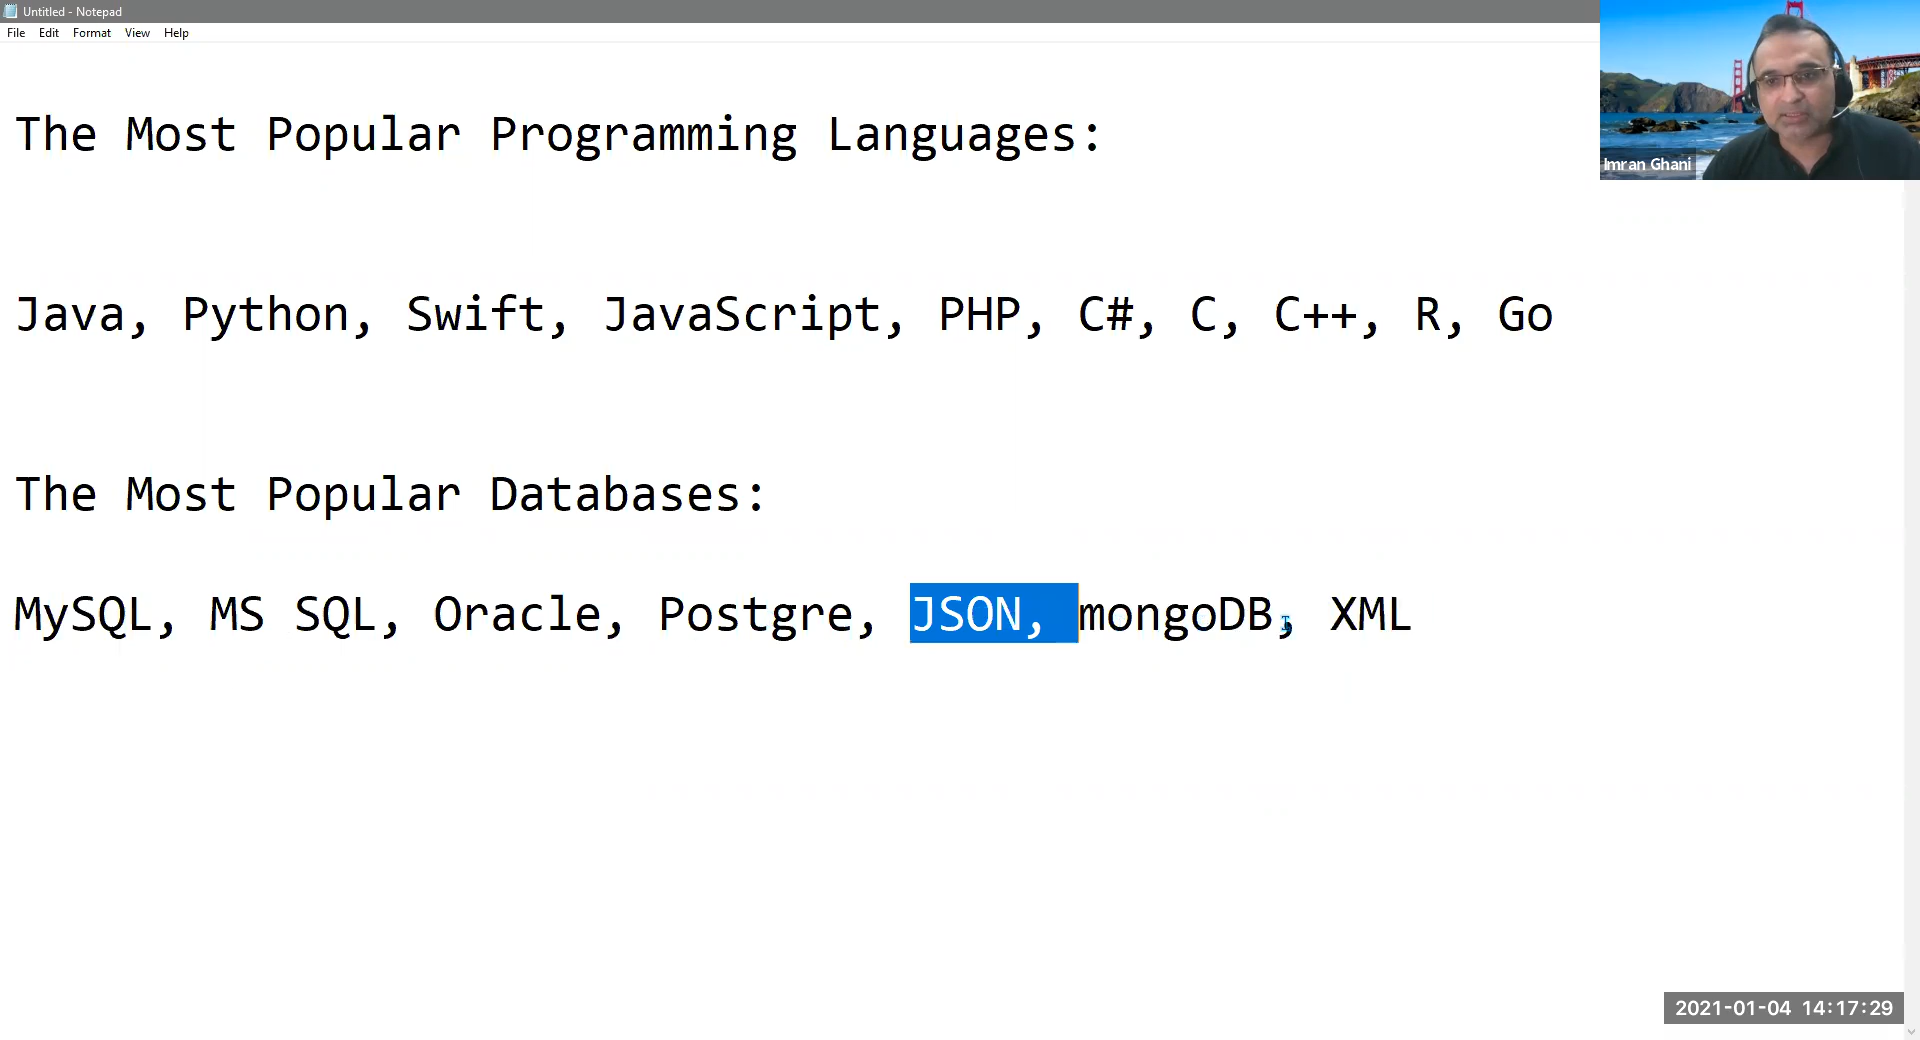 Untitled - Notepad
File Edit Format View Help
The Most Popular Programming Languages:
Java, Python, Swift, JavaScript, PHP, C#, C, C++, R, Go
The Most Popular Databases:
MySQL, MS SQL, Oracle, Postgre, JSON, mongoDB, XML
Imran Ghani
2021-01-04 14:17:29